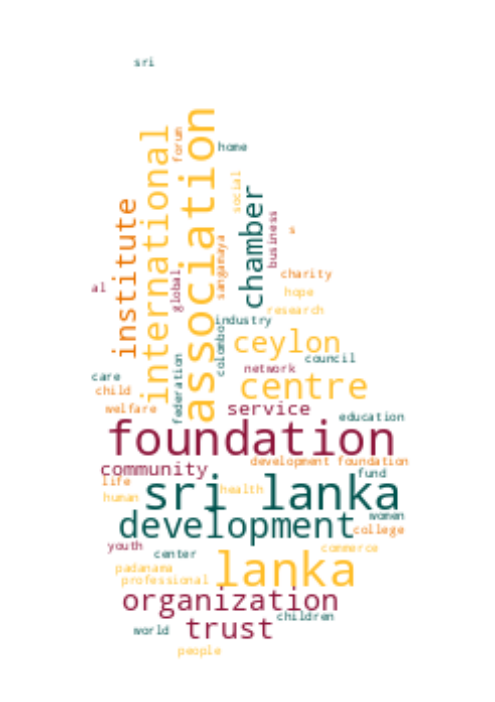 sri
association
international
forum
home
social
chamber
institute
business
s
sangamaya
global
charity
al
hope
research
industry
colombo
ceylon
council
federation
network
care
centre
child
welfare
service
education
foundation
development foundation
community
fund
life
health
human
sri lanka
women
development
college
youth
commerce
center
lanka
padanama
professional
organization
children
trust
world
people